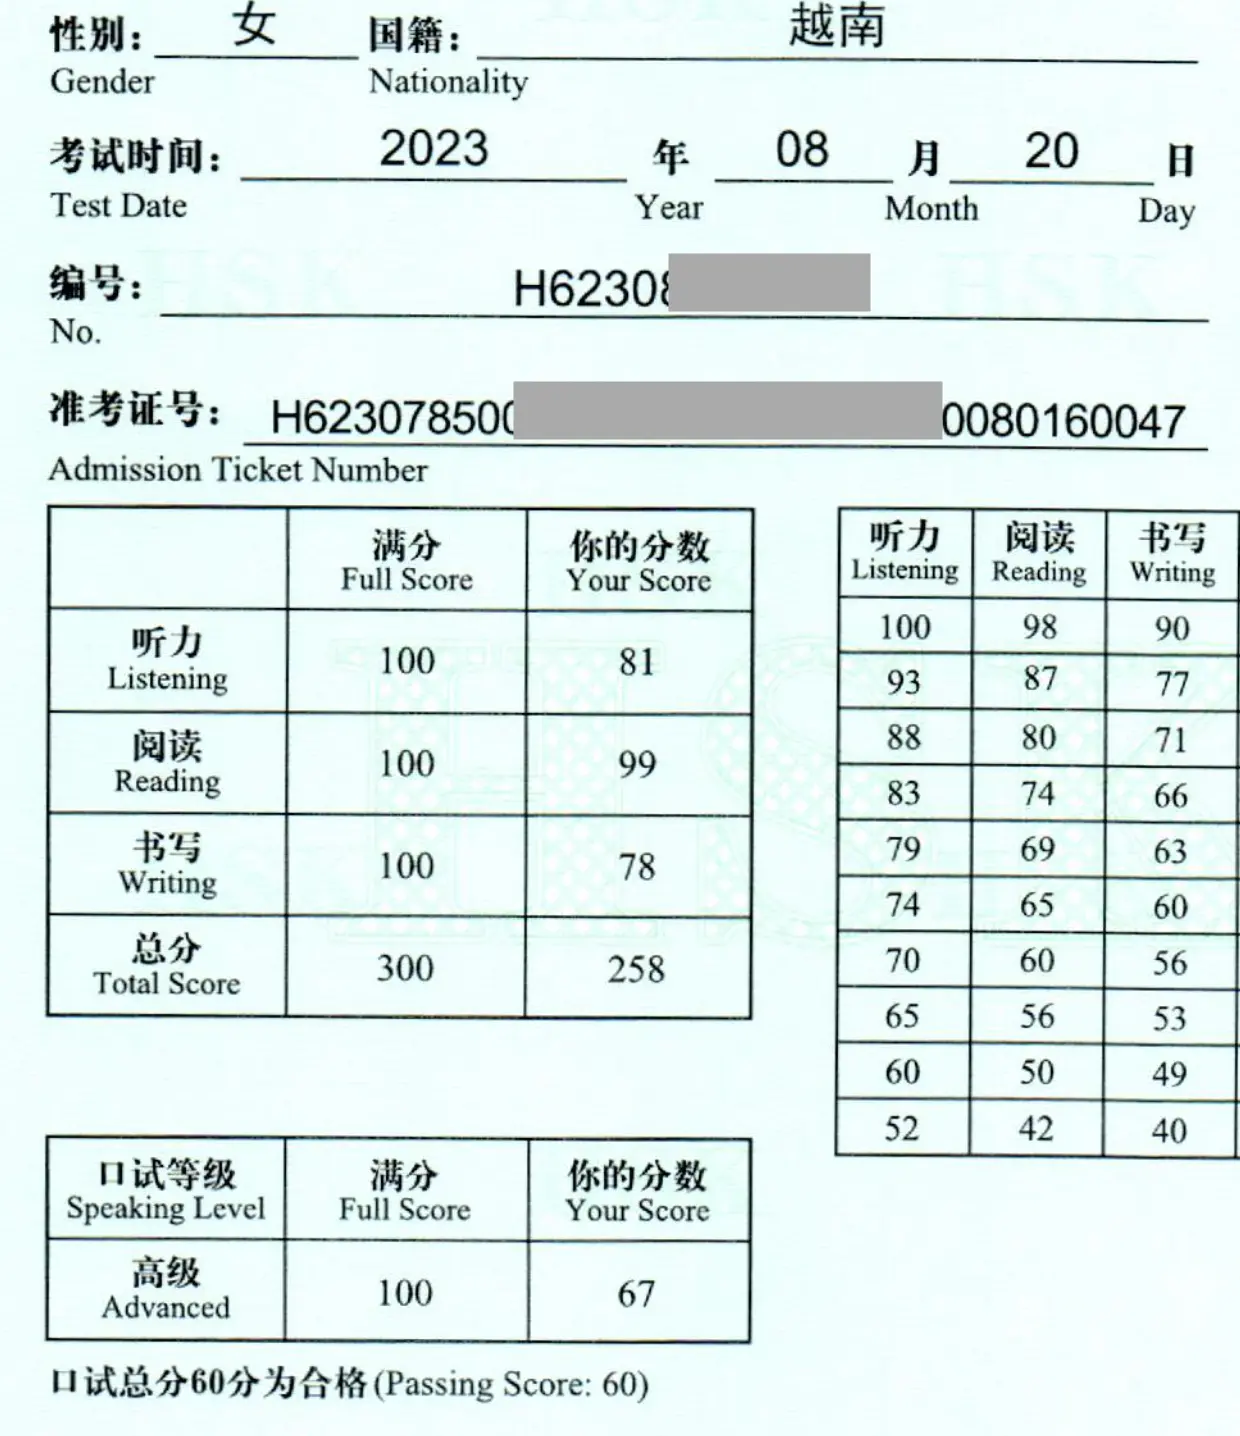 性别： 女 国籍： 越南
Gender Nationality
考试时间： 2023 年 08 月 20 日
Test Date Year Month Day
编号： H62308
No.
准考证号： H6230785000080160047
Admission Ticket Number
满分 你的分数
Full Score Your Score
听力 100 81
Listening
阅读 100 99
Reading
书写 100 78
Writing
总分 300 258
Total Score
听力 阅读 书写
Listening Reading Writing
100 98 90
93 87 77
88 80 71
83 74 66
79 69 63
74 65 60
70 60 56
65 56 53
60 50 49
52 42 40
口试等级 满分 你的分数
Speaking Level Full Score Your Score
高级 100 67
Advanced
口试总分60分为合格 (Passing Score: 60)
HSK